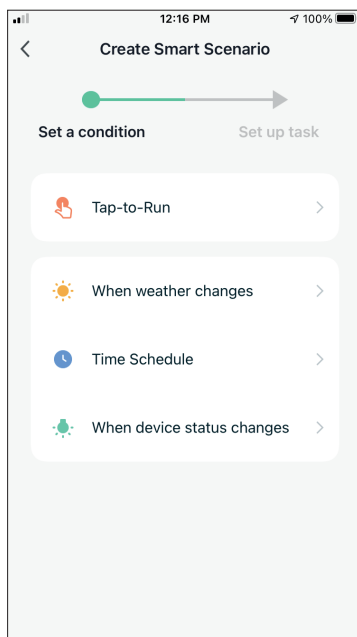 12:16 PM
100%
Create Smart Scenario
Set a condition
Set up task
Tap-to-Run
When weather changes
Time Schedule
When device status changes